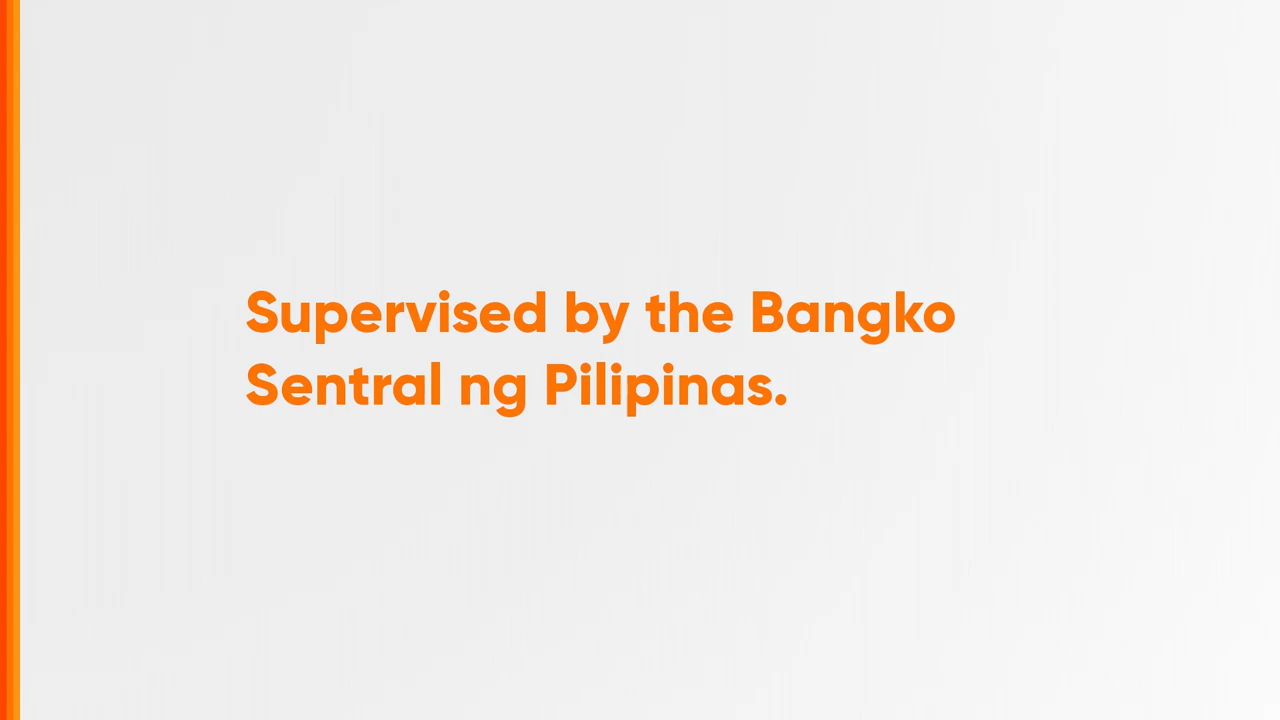 Supervised by the Bangko
Sentral ng Pilipinas.